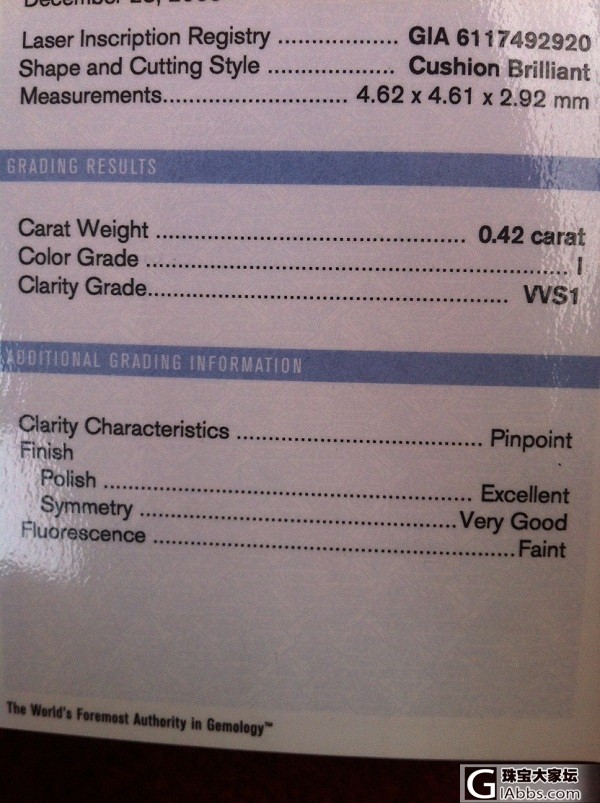 Laser Inscription Registry .................. GIA 6117492920
Shape and Cutting Style ................... Cushion Brilliant
Measurements............................ 4.62 x 4.61 x 2.92 mm
GRADING RESULTS
Carat Weight ............................................... 0.42 carat
Color Grade ................................................................ I
Clarity Grade...................................................... VVS1
ADDITIONAL GRADING INFORMATION
Clarity Characteristics ..................................... Pinpoint
Finish
Polish ....................................................... Excellent
Symmetry ................................................Very Good
Fluorescence ......................................................Faint
The World's Foremost Authority in Gemology™
G 珠宝大家坛
GIAbbs.com